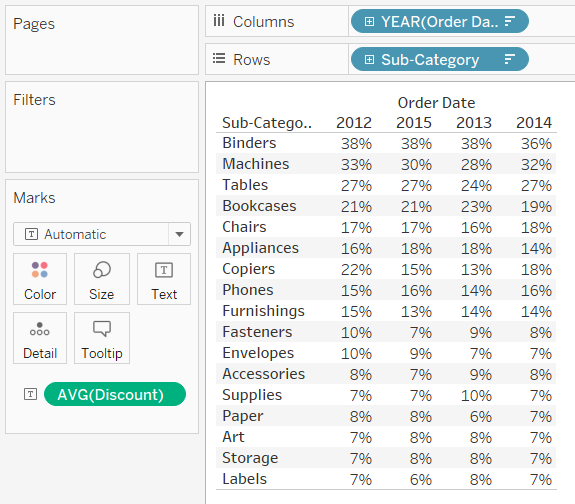 Pages
Columns
YEAR(Order Da..
Rows
Sub-Category
Filters
Marks
T Automatic
Color Size T Text
Detail Tooltip
T AVG(Discount)
Order Date
Sub-Catego.. 2012 2015 2013 2014
Binders 38% 38% 38% 36%
Machines 33% 30% 28% 32%
Tables 27% 27% 24% 27%
Bookcases 21% 21% 23% 19%
Chairs 17% 17% 16% 18%
Appliances 16% 18% 18% 14%
Copiers 22% 15% 13% 18%
Phones 15% 16% 14% 16%
Furnishings 15% 13% 14% 14%
Fasteners 10% 7% 9% 8%
Envelopes 10% 9% 7% 7%
Accessories 8% 7% 9% 8%
Supplies 7% 7% 10% 7%
Paper 8% 8% 6% 7%
Art 7% 8% 8% 7%
Storage 7% 8% 8% 7%
Labels 7% 6% 8% 7%